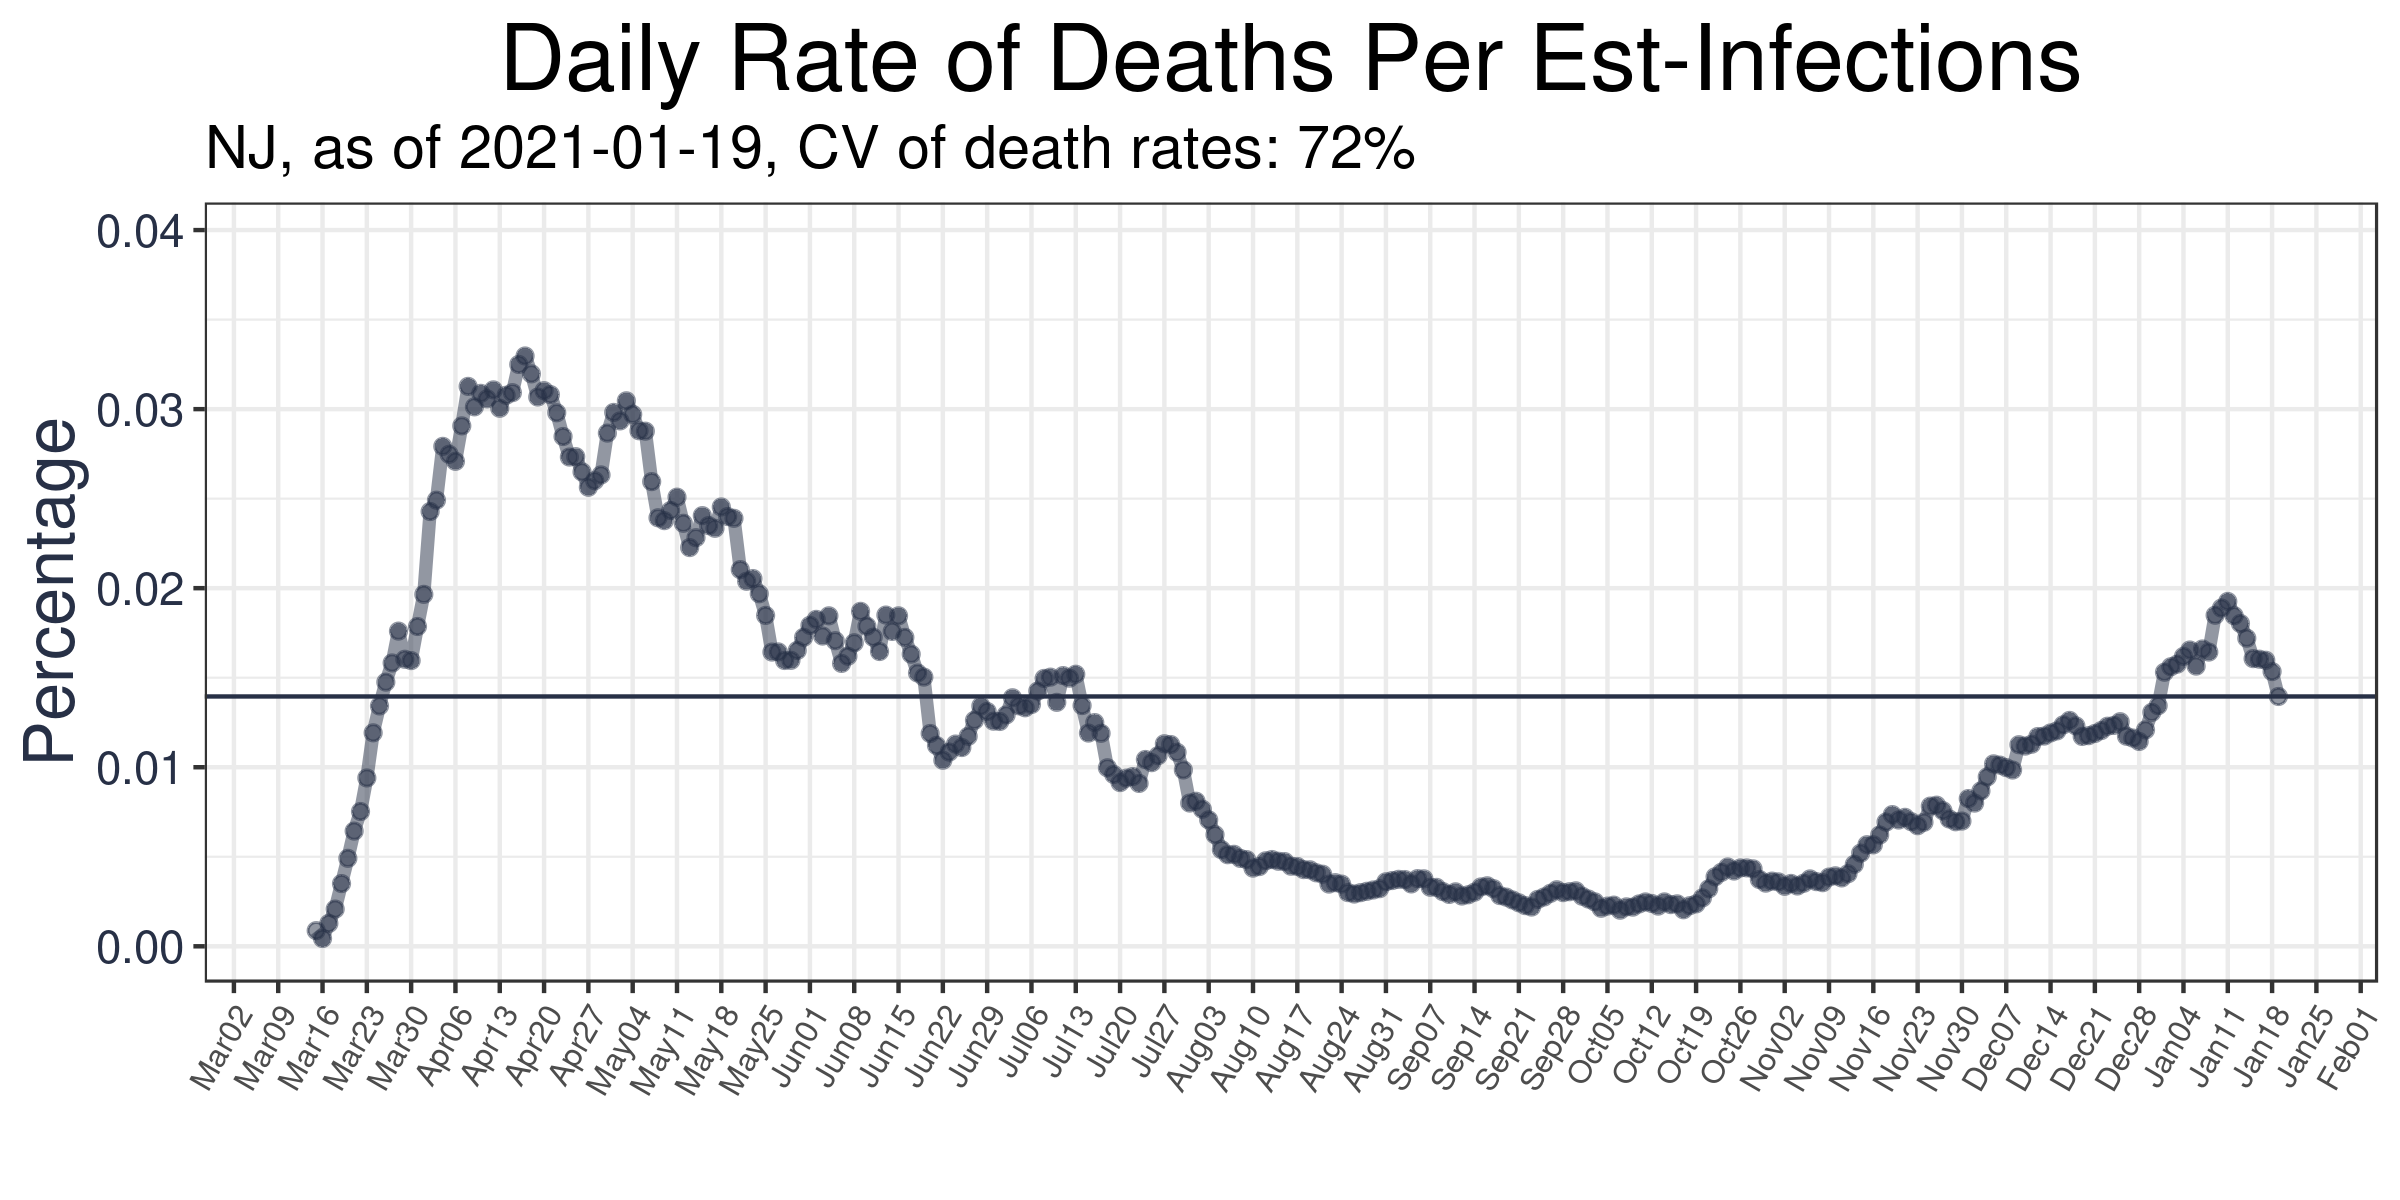 Daily Rate of Deaths Per Est-Infections
NJ, as of 2021-01-19, CV of death rates: 72%
Percentage
0.04
0.03
0.02
0.01
0.00
Mar02
Mar09
Mar16
Mar23
Mar30
Apr06
Apr13
Apr20
Apr27
May04
May11
May18
May25
Jun01
Jun08
Jun15
Jun22
Jun29
Jul06
Jul13
Jul20
Jul27
Aug03
Aug10
Aug17
Aug24
Aug31
Sep07
Sep14
Sep21
Sep28
Oct05
Oct12
Oct19
Oct26
Nov02
Nov09
Nov16
Nov23
Nov30
Dec07
Dec14
Dec21
Dec28
Jan04
Jan11
Jan18
Jan25
Feb01